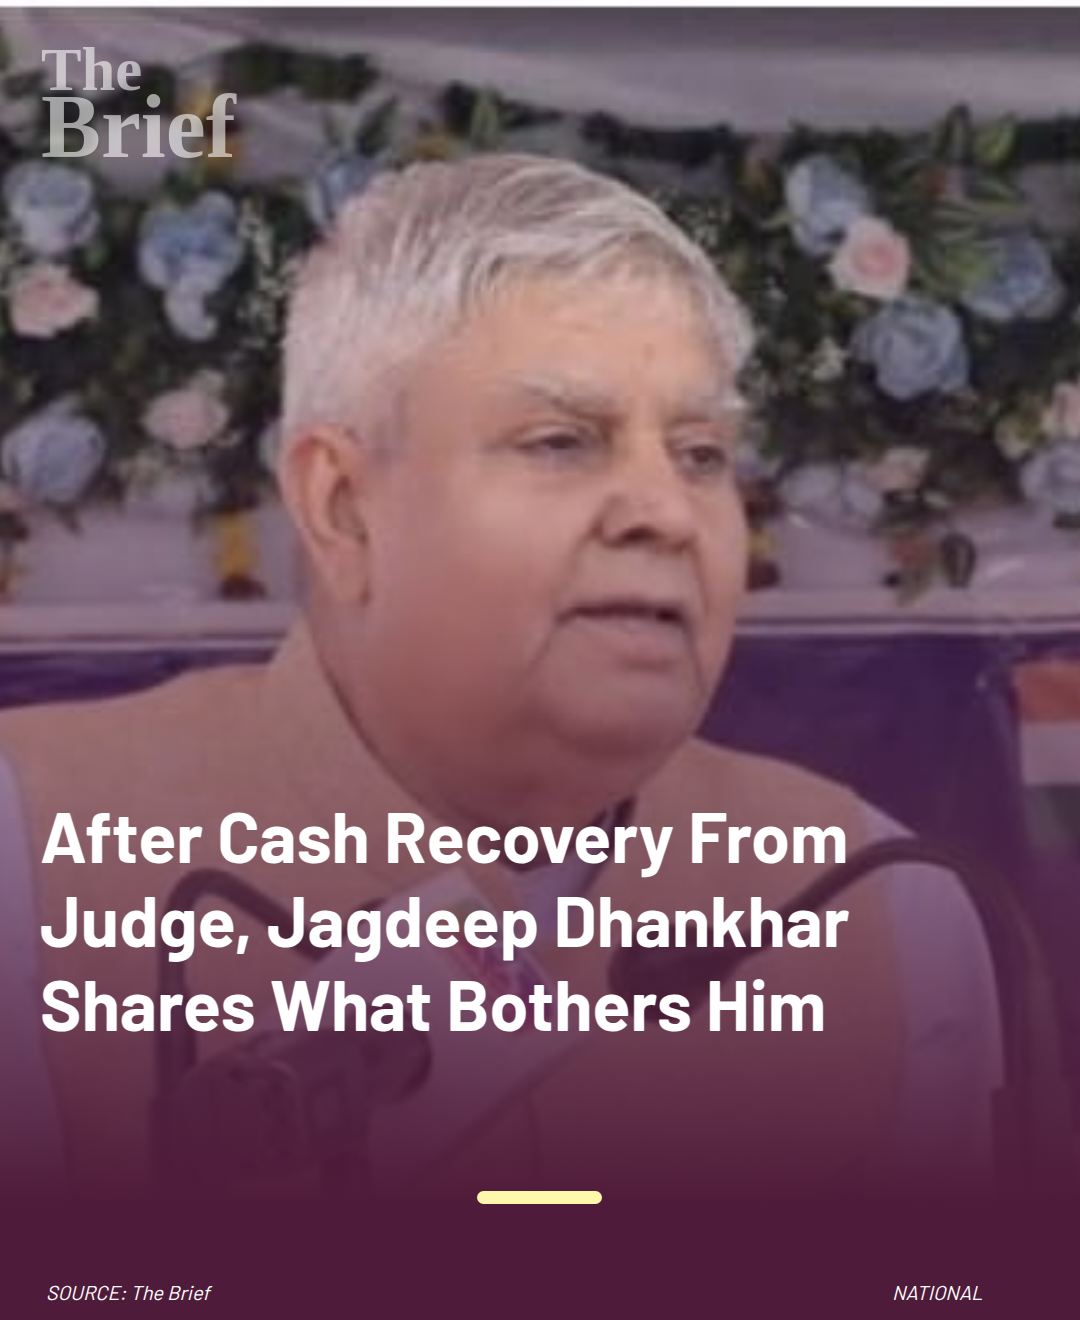 The
Brief
After Cash Recovery From
Judge, Jagdeep Dhankhar
Shares What Bothers Him
SOURCE: The Brief
NATIONAL